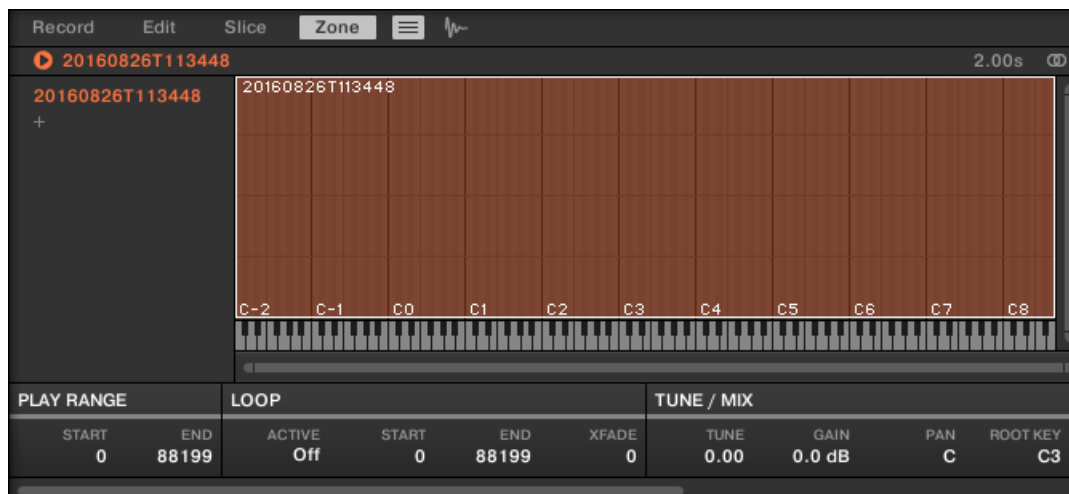 Record Edit Slice Zone
20160826T113448 2.00s
20160826T113448
+
20160826T113448
C-2 C-1 C0 C1 C2 C3 C4 C5 C6 C7 C8
PLAY RANGE LOOP TUNE / MIX
START END ACTIVE START END XFADE TUNE GAIN PAN ROOT KEY
0 88199 Off 0 88199 0 0.00 0.0 dB C C3